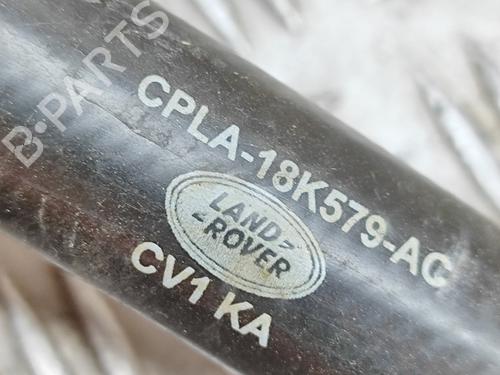 B-PARTS
CPLA-18K579-AC
LAND
ROVER
CV1 KA